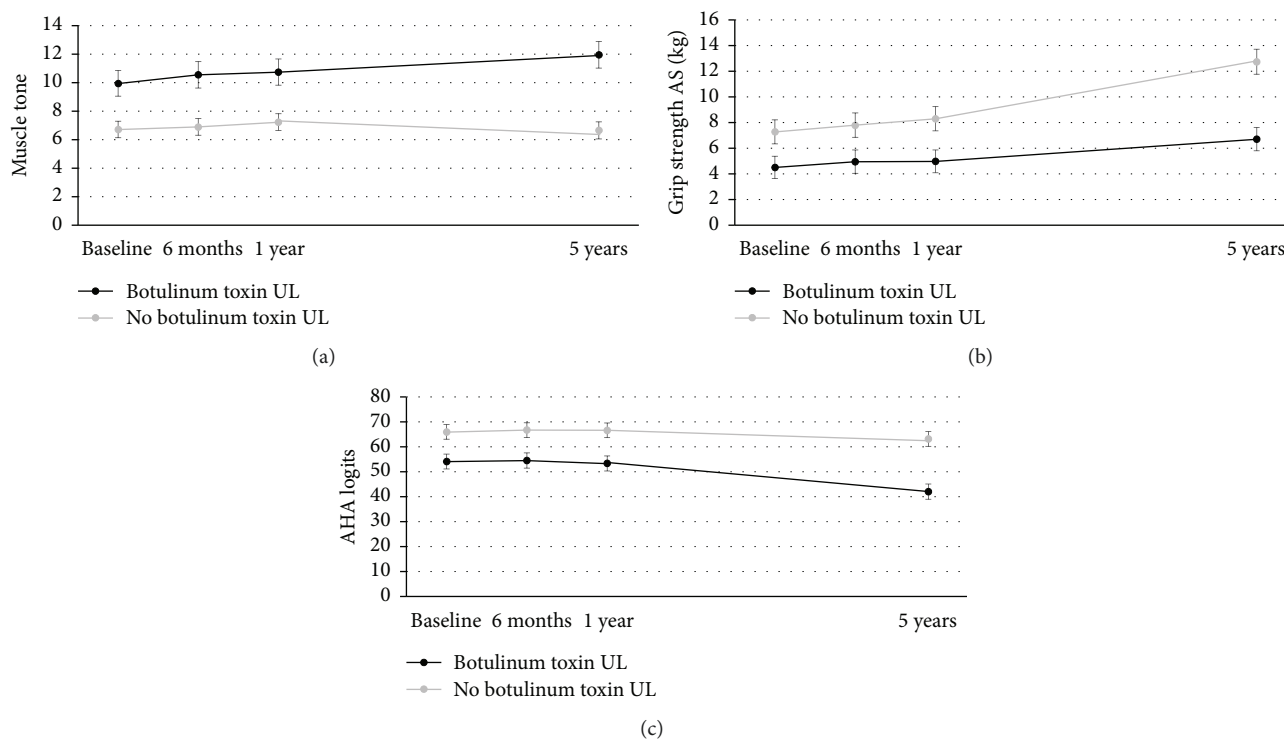 14
12
10
8
6
4
2
0
Muscle tone
Baseline 6 months 1 year 5 years
Botulinum toxin UL
No botulinum toxin UL
(a)
16
14
12
10
8
6
4
2
0
Grip strength AS (kg)
Baseline 6 months 1 year 5 years
Botulinum toxin UL
No botulinum toxin UL
(b)
80
70
60
50
40
30
20
10
0
AHA logits
Baseline 6 months 1 year 5 years
Botulinum toxin UL
No botulinum toxin UL
(c)